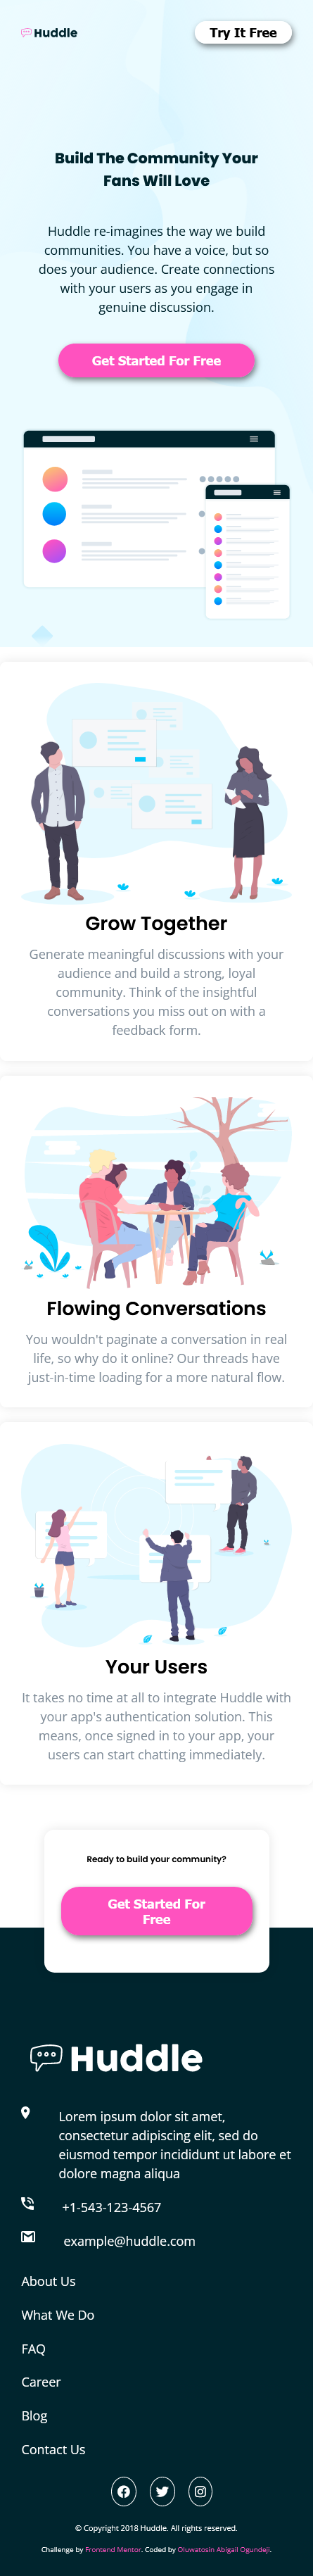 Huddle
Try It Free
Build The Community Your
Fans Will Love
Huddle re-imagines the way we build
communities. You have a voice, but so
does your audience. Create connections
with your users as you engage in
genuine discussion.
Get Started For Free
Grow Together
Generate meaningful discussions with your
audience and build a strong, loyal
community. Think of the insightful
conversations you miss out on with a
feedback form.
Flowing Conversations
You wouldn't paginate a conversation in real
life, so why do it online? Our threads have
just-in-time loading for a more natural flow.
Your Users
It takes no time at all to integrate Huddle with
your app's authentication solution. This
means, once signed in to your app, your
users can start chatting immediately.
Ready to build your community?
Get Started For
Free
Huddle
Lorem ipsum dolor sit amet,
consectetur adipiscing elit, sed do
eiusmod tempor incididunt ut labore et
dolore magna aliqua
+1-543-123-4567
example@huddle.com
About Us
What We Do
FAQ
Career
Blog
Contact Us
© Copyright 2018 Huddle. All rights reserved.
Challenge by Frontend Mentor. Coded by Oluwatosin Abigail Ogundeji.